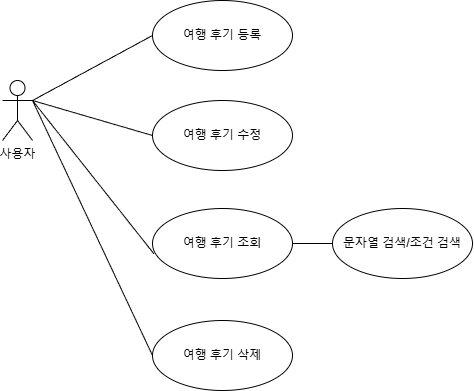 여행 후기 등록
여행 후기 수정
사용자
여행 후기 조회
문자열 검색/조건 검색
여행 후기 삭제